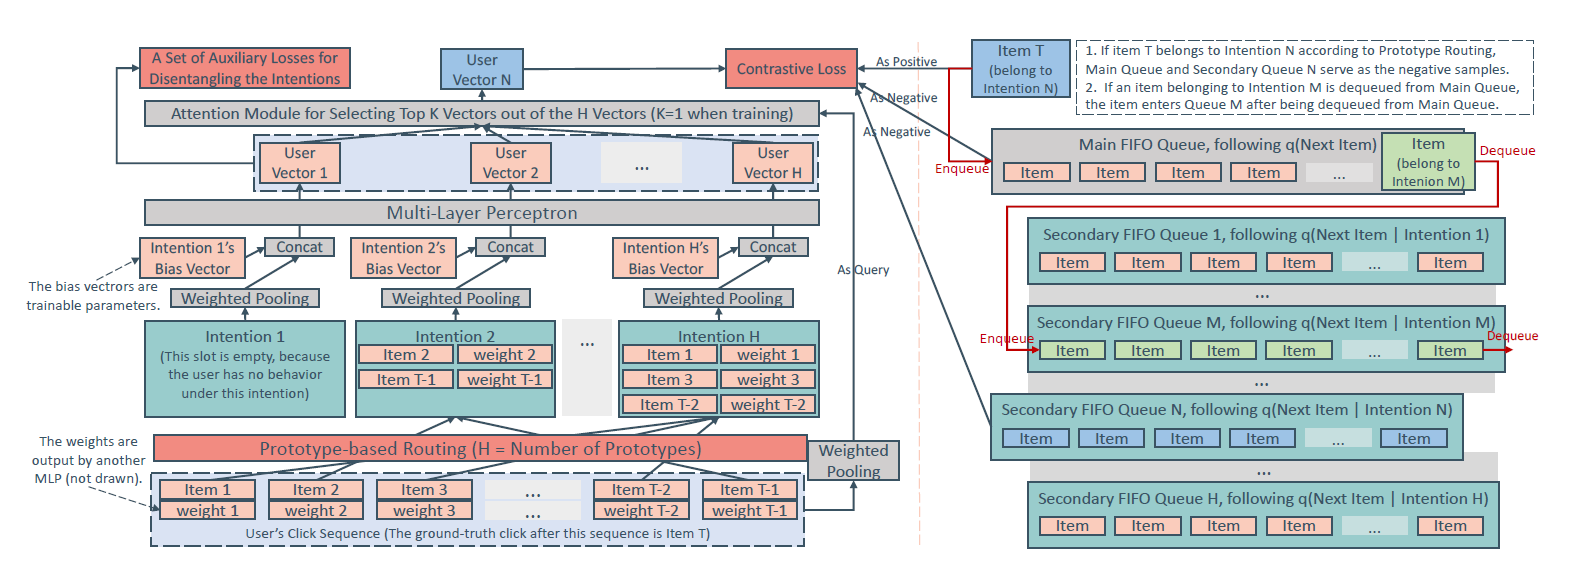 A Set of Auxiliary Losses for
Disentangling the Intentions
User
Vector N
Contrastive Loss
As Positive
Item T
(belong to
Intention N)
1. If item T belongs to Intention N according to Prototype Routing,
Main Queue and Secondary Queue N serve as the negative samples.
2. If an item belonging to Intention M is dequeued from Main Queue,
the item enters Queue M after being dequeued from Main Queue.
Attention Module for Selecting Top K Vectors out of the H Vectors (K=1 when training)
As Negative
As Negative
User
Vector 1
User
Vector 2
...
User
Vector H
Enqueue
Main FIFO Queue, following q(Next Item)
Item
Item
Item
Item
...
Item
(belong to
Intenion M)
Dequeue
Multi-Layer Perceptron
Intention 1's
Bias Vector
Concat
Intention 2's
Bias Vector
Concat
Intention H's
Bias Vector
Concat
As Query
The bias vectrors are
trainable parameters.
Weighted Pooling
Weighted Pooling
Weighted Pooling
Intention 1
(This slot is empty, because
the user has no behavior
under this intention)
Intention 2
Item 2
weight 2
Item T-1
weight T-1
...
Intention H
Item 1
weight 1
Item 3
weight 3
Item T-2
weight T-2
The weights are
output by another
MLP (not drawn).
Prototype-based Routing (H = Number of Prototypes)
Weighted
Pooling
Item 1
Item 2
Item 3
...
Item T-2
Item T-1
weight 1
weight 2
weight 3
...
weight T-2
weight T-1
User's Click Sequence (The ground-truth click after this sequence is Item T)
Secondary FIFO Queue 1, following q(Next Item | Intention 1)
Item
Item
Item
Item
...
Item
...
Secondary FIFO Queue M, following q(Next Item | Intention M)
Enqueue
Item
Item
Item
Item
...
Item
Dequeue
...
Secondary FIFO Queue N, following q(Next Item | Intention N)
Item
Item
Item
Item
...
Item
...
Secondary FIFO Queue H, following q(Next Item | Intention H)
Item
Item
Item
Item
...
Item